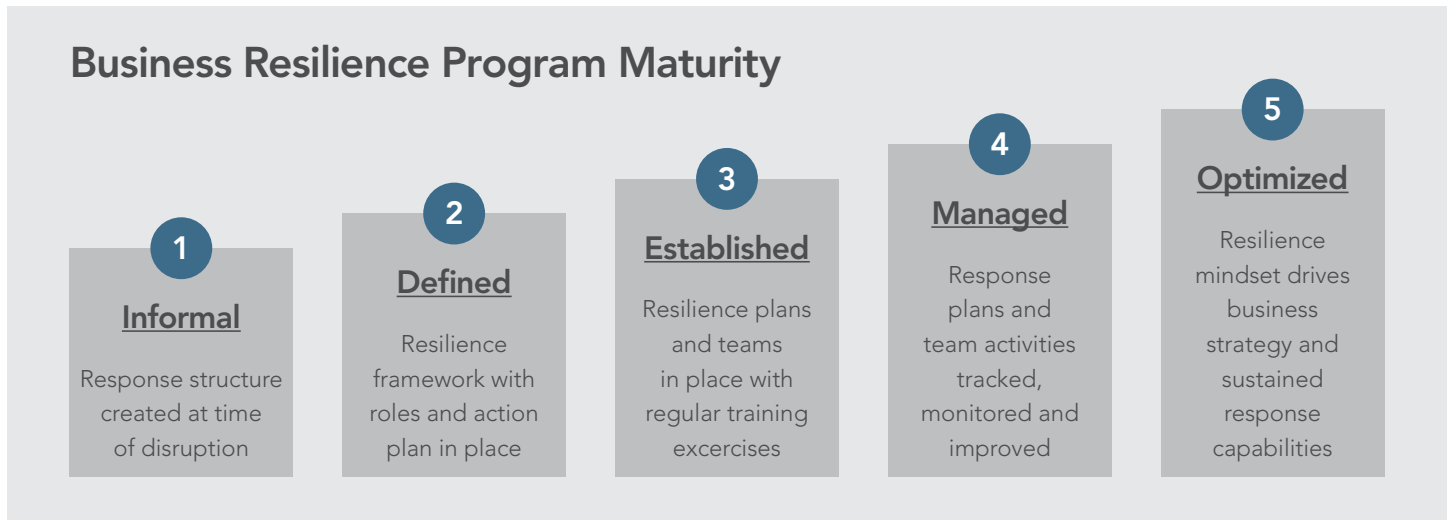 Business Resilience Program Maturity
1
Informal
Response structure
created at time
of disruption
2
Defined
Resilience
framework with
roles and action
plan in place
3
Established
Resilience plans
and teams
in place with
regular training
excercises
4
Managed
Response
plans and
team activities
tracked,
monitored and
improved
5
Optimized
Resilience
mindset drives
business
strategy and
sustained
response
capabilities